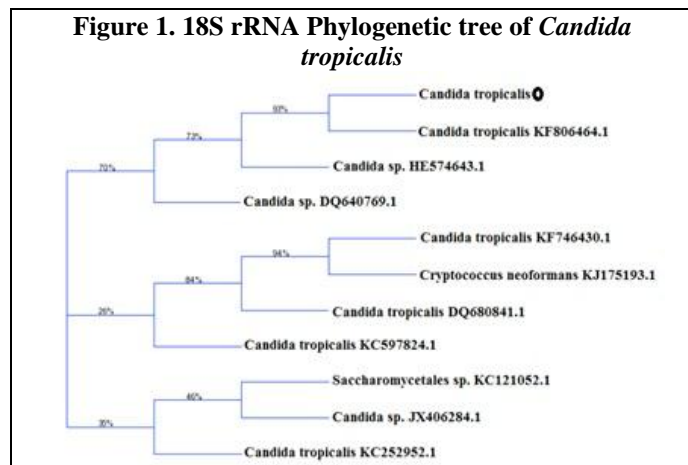 Figure 1. 18S rRNA Phylogenetic tree of Candida
tropicalis
Candida tropicalis
93%
Candida tropicalis KF806464.1
73%
Candida sp. HE574643.1
70%
Candida sp. DQ640769.1
Candida tropicalis KF746430.1
94%
Cryptococcus neoformans KJ175193.1
84%
Candida tropicalis DQ680841.1
26%
Candida tropicalis KC597824.1
Saccharomycetales sp. KC121052.1
46%
Candida sp. JX406284.1
35%
Candida tropicalis KC252952.1